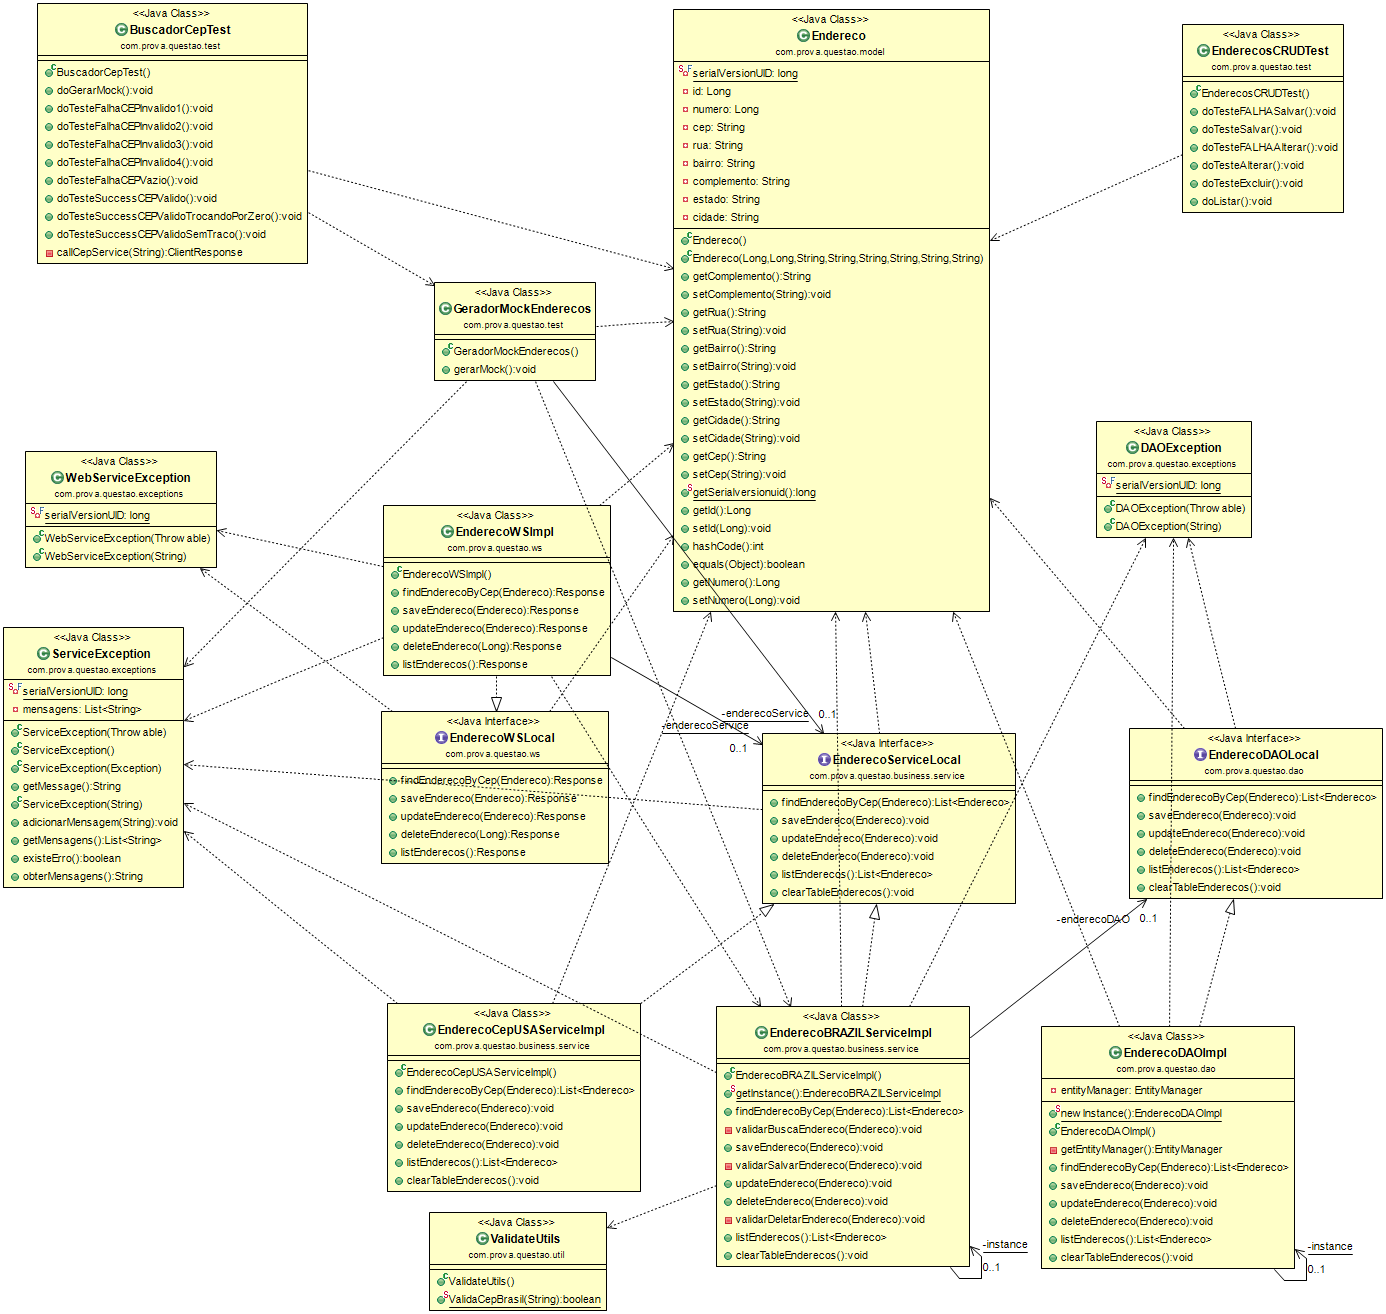 <<Java Class>>
BuscadorCepTest
com.prova.questao.test
BuscadorCepTest()
doGerarMock():void
doTesteFalhaCEPInvalido1():void
doTesteFalhaCEPInvalido2():void
doTesteFalhaCEPInvalido3():void
doTesteFalhaCEPInvalido4():void
doTesteFalhaCEPVazio():void
doTesteSuccessCEPValido():void
doTesteSuccessCEPValidoTrocandoPorZero():void
doTesteSuccessCEPValidoSemTraco():void
callCepService(String):ClientResponse
<<Java Class>>
Endereco
com.prova.questao.model
serialVersionUID: long
id: Long
numero: Long
cep: String
rua: String
bairro: String
complemento: String
estado: String
cidade: String
Endereco()
Endereco(Long,Long,String,String,String,String,String,String)
getComplemento():String
setComplemento(String):void
getRua():String
setRua(String):void
getBairro():String
setBairro(String):void
getEstado():String
setEstado(String):void
getCidade():String
setCidade(String):void
getCep():String
setCep(String):void
getSerialversionuid():long
getId():Long
setId(Long):void
hashCode():int
equals(Object):boolean
getNumero():Long
setNumero(Long):void
<<Java Class>>
EnderecosCRUDTest
com.prova.questao.test
EnderecosCRUDTest()
doTesteFALHASalvar():void
doTesteSalvar():void
doTesteFALHAAlterar():void
doTesteAlterar():void
doTesteExcluir():void
doListar():void
<<Java Class>>
GeradorMockEnderecos
com.prova.questao.test
GeradorMockEnderecos()
gerarMock():void
<<Java Class>>
WebServiceException
com.prova.questao.exceptions
serialVersionUID: long
WebServiceException(Throwable)
WebServiceException(String)
<<Java Class>>
EnderecoWSImpl
com.prova.questao.ws
EnderecoWSImpl()
findEnderecoByCep(Endereco):Response
saveEndereco(Endereco):Response
updateEndereco(Endereco):Response
deleteEndereco(Long):Response
listEnderecos():Response
<<Java Class>>
DAOException
com.prova.questao.exceptions
serialVersionUID: long
DAOException(Throwable)
DAOException(String)
<<Java Class>>
ServiceException
com.prova.questao.exceptions
serialVersionUID: long
mensagens: List<String>
ServiceException(Throwable)
ServiceException()
ServiceException(Exception)
getMessage():String
ServiceException(String)
adicionarMensagem(String):void
getMensagens():List<String>
existeErro():boolean
obterMensagens():String
<<Java Interface>>
EnderecoWSLocal
com.prova.questao.ws
findEnderecoByCep(Endereco):Response
saveEndereco(Endereco):Response
updateEndereco(Endereco):Response
deleteEndereco(Long):Response
listEnderecos():Response
-enderecoService
0..1
-enderecoService
0..1
<<Java Interface>>
EnderecoServiceLocal
com.prova.questao.business.service
findEnderecoByCep(Endereco):List<Endereco>
saveEndereco(Endereco):void
updateEndereco(Endereco):void
deleteEndereco(Endereco):void
listEnderecos():List<Endereco>
clearTableEnderecos():void
<<Java Interface>>
EnderecoDAOLocal
com.prova.questao.dao
findEnderecoByCep(Endereco):List<Endereco>
saveEndereco(Endereco):void
updateEndereco(Endereco):void
deleteEndereco(Endereco):void
listEnderecos():List<Endereco>
clearTableEnderecos():void
-enderecoDAO
0..1
<<Java Class>>
EnderecoCepUSAServiceImpl
com.prova.questao.business.service
EnderecoCepUSAServiceImpl()
findEnderecoByCep(Endereco):List<Endereco>
saveEndereco(Endereco):void
updateEndereco(Endereco):void
deleteEndereco(Endereco):void
listEnderecos():List<Endereco>
clearTableEnderecos():void
<<Java Class>>
EnderecoBRAZILServiceImpl
com.prova.questao.business.service
EnderecoBRAZILServiceImpl()
getInstance():EnderecoBRAZILServiceImpl
findEnderecoByCep(Endereco):List<Endereco>
validarBuscaEndereco(Endereco):void
saveEndereco(Endereco):void
validarSalvarEndereco(Endereco):void
updateEndereco(Endereco):void
deleteEndereco(Endereco):void
validarDeletarEndereco(Endereco):void
listEnderecos():List<Endereco>
clearTableEnderecos():void
-instance
0..1
<<Java Class>>
EnderecoDAOImpl
com.prova.questao.dao
entityManager: EntityManager
newInstance():EnderecoDAOImpl
EnderecoDAOImpl()
getEntityManager():EntityManager
findEnderecoByCep(Endereco):List<Endereco>
saveEndereco(Endereco):void
updateEndereco(Endereco):void
deleteEndereco(Endereco):void
listEnderecos():List<Endereco>
clearTableEnderecos():void
-instance
0..1
<<Java Class>>
ValidateUtils
com.prova.questao.util
ValidateUtils()
ValidaCepBrasil(String):boolean